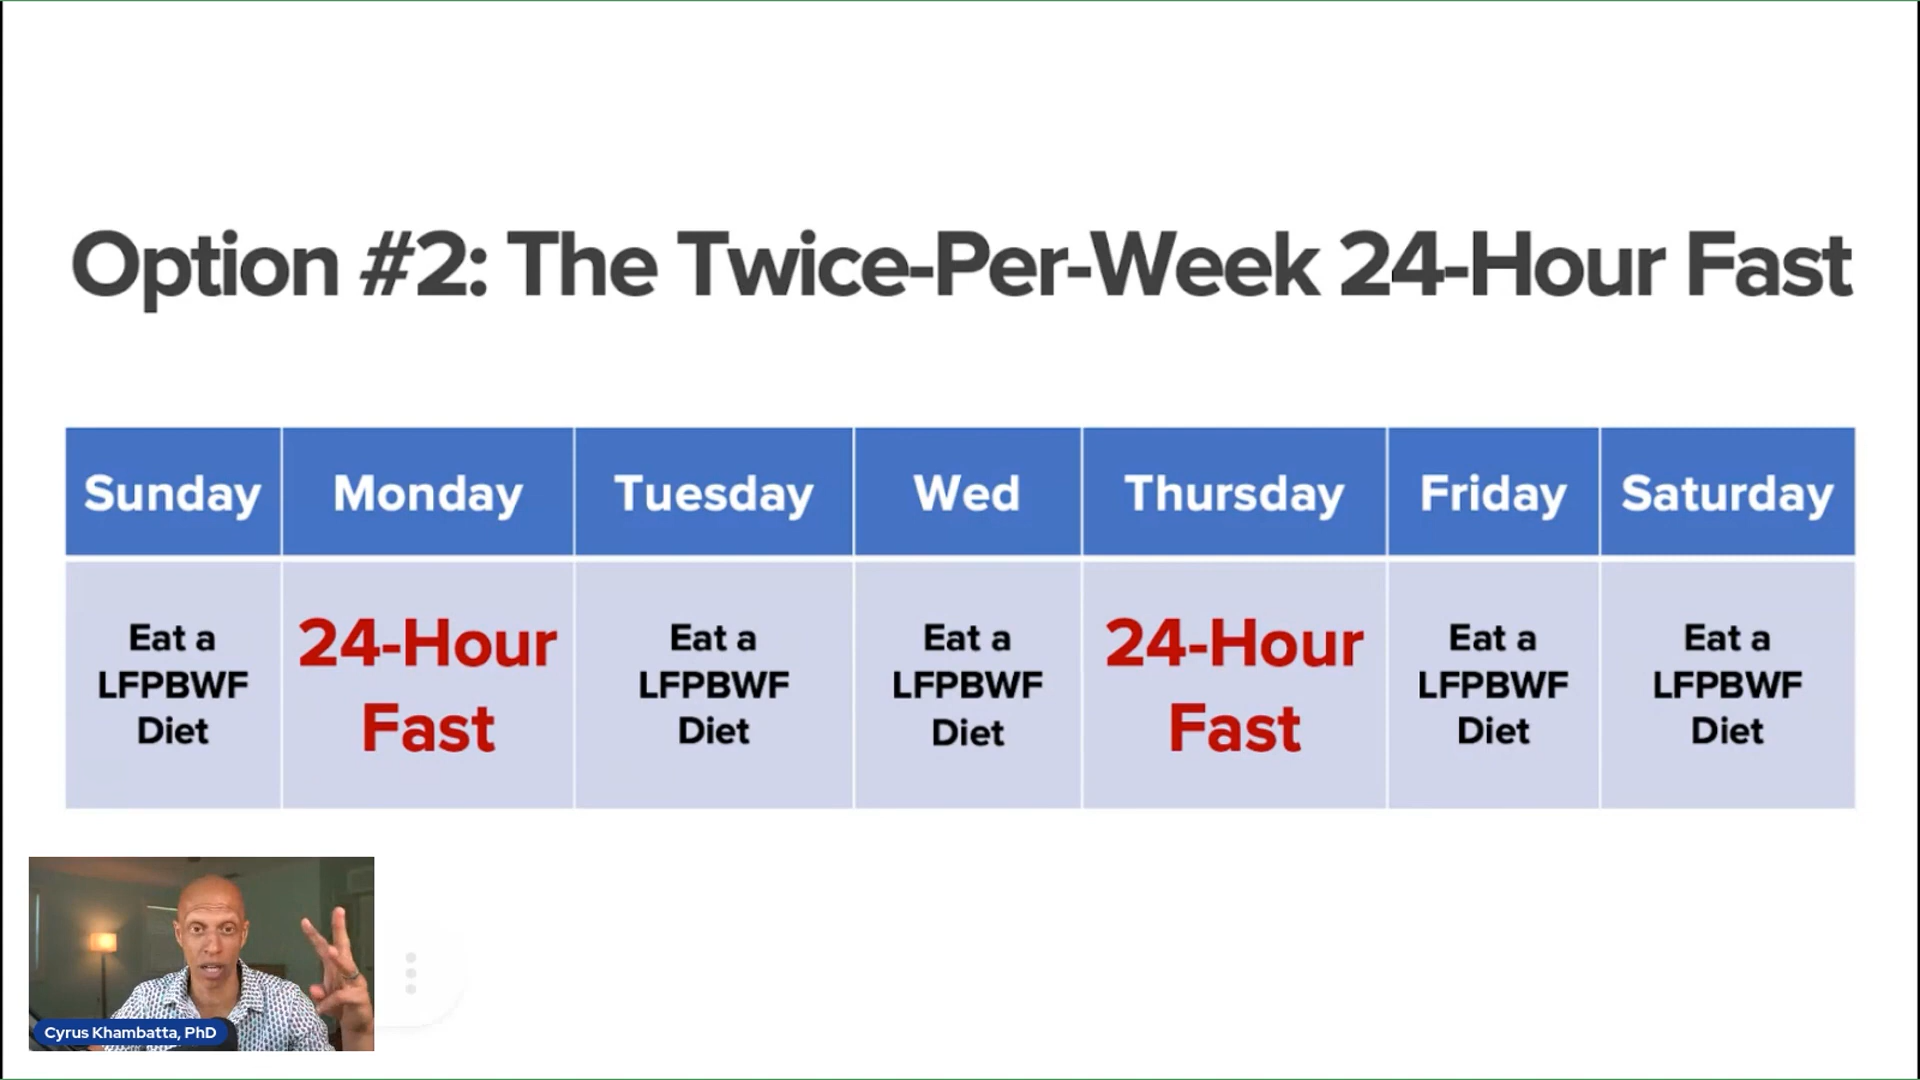 Option #2: The Twice-Per-Week 24-Hour Fast
Sunday Monday Tuesday Wed Thursday Friday Saturday
Eat a
LFPBWF
Diet
24-Hour
Fast
Eat a
LFPBWF
Diet
Eat a
LFPBWF
Diet
24-Hour
Fast
Eat a
LFPBWF
Diet
Eat a
LFPBWF
Diet
Cyrus Khambatta, PhD